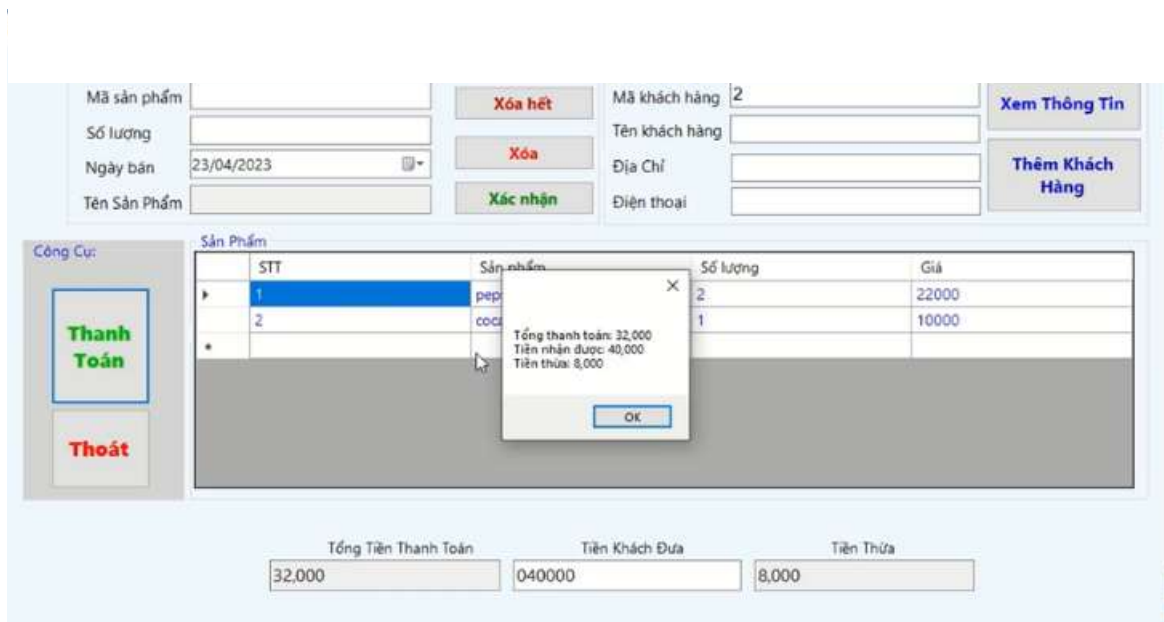 Mã sản phẩm
Số lượng
Ngày bán 23/04/2023
Tên Sản Phẩm
Xóa hết
Xóa
Xác nhận
Mã khách hàng 2
Tên khách hàng
Địa Chỉ
Điện thoại
Xem Thông Tin
Thêm Khách
Hàng
Công Cụ:
Thanh
Toán
Thoát
Sản Phẩm
STT Sản phẩm Số lượng Giá
1 2 22000
2 1 10000
Tổng thanh toán: 32,000
Tiền nhận được: 40,000
Tiền thừa: 8,000
OK
Tổng Tiền Thanh Toán Tiền Khách Đưa Tiền Thừa
32,000 040000 8,000